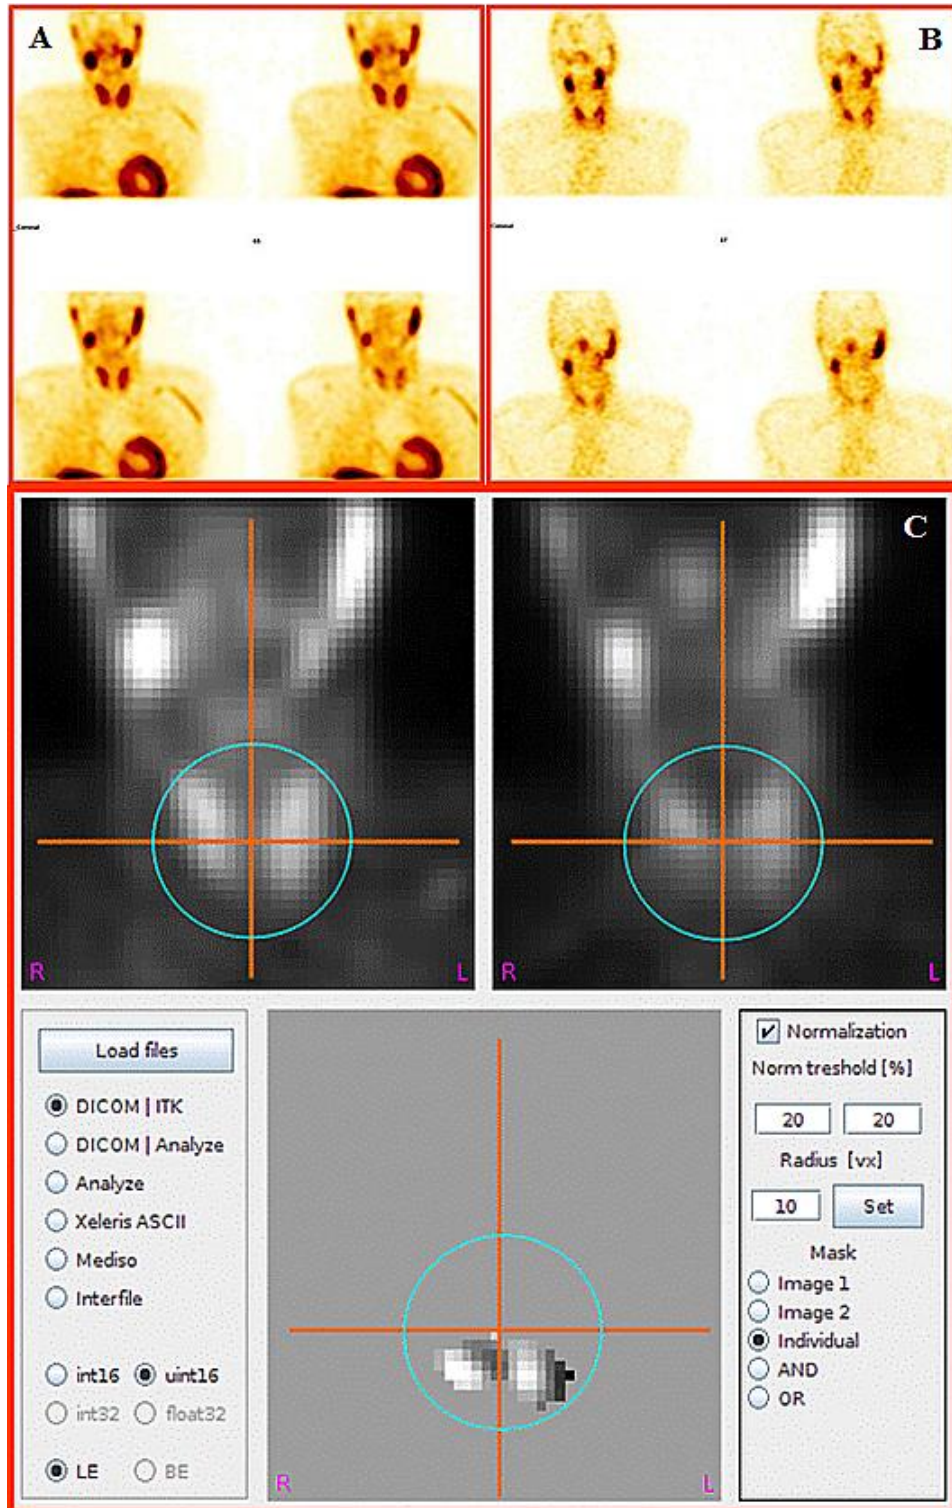 A
B
Coronal
Coronal
C
R
L
R
L
Load files
DICOM | ITK
DICOM | Analyze
Analyze
Xeleris ASCII
Mediso
Interfile
int16
uint16
int32
float32
LE
BE
R
L
Normalization
Norm treshold [%]
20
20
Radius [vx]
10
Set
Mask
Image 1
Image 2
Individual
AND
OR